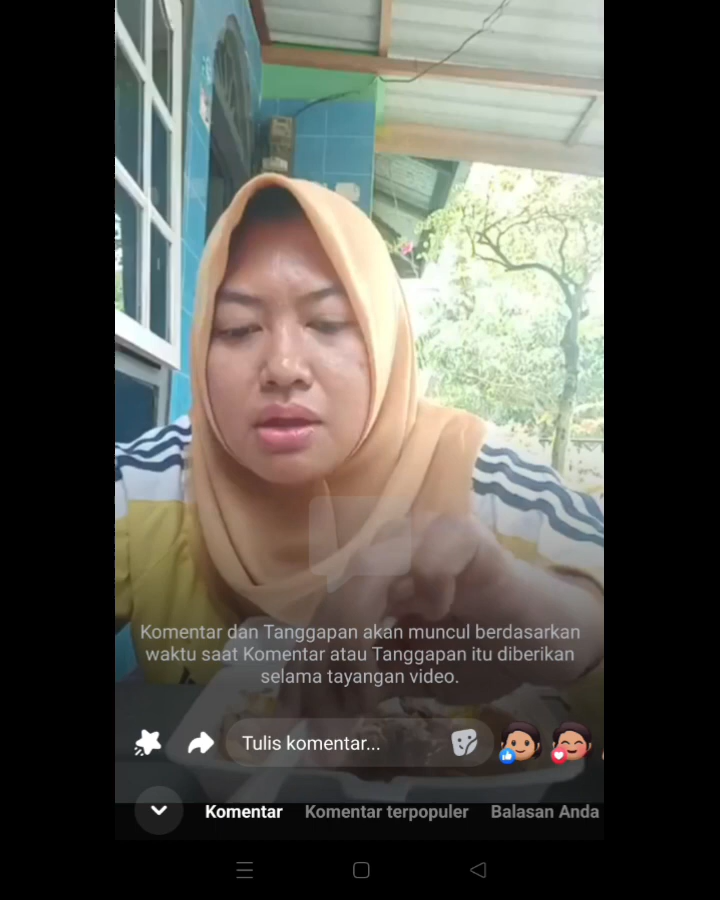 Komentar dan Tanggapan akan muncul berdasarkan
waktu saat Komentar atau Tanggapan itu diberikan
selama tayangan video.
Tulis komentar...
Komentar Komentar terpopuler Balasan Anda